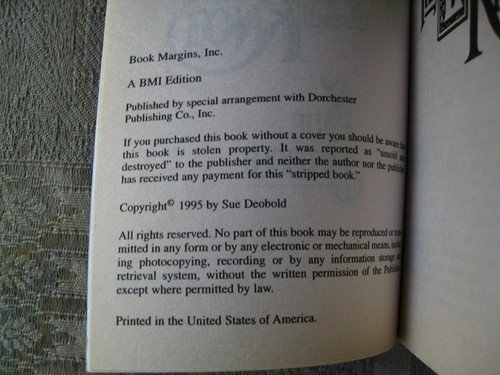 Book Margins, Inc.
A BMI Edition
Published by special arrangement with Dorchester
Publishing Co., Inc.
If you purchased this book without a cover you should be aware that
this book is stolen property. It was reported as "unsold and
destroyed" to the publisher and neither the author nor the publisher
has received any payment for this "stripped book."
Copyright© 1995 by Sue Deobold
All rights reserved. No part of this book may be reproduced or
mitted in any form or by any electronic or mechanical means,
ing photocopying, recording or by any information storage
retrieval system, without the written permission of the
except where permitted by law.
Printed in the United States of America.